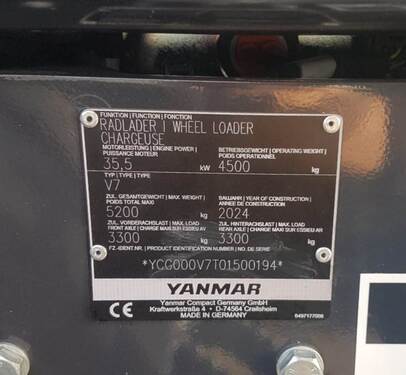 FUNKTION | FUNCTION | FONCTION
RADLADER | WHEEL LOADER
CHARGEUSE
MOTORLEISTUNG | ENGINE POWER | PUISSANCE MOTEUR
35,5 kW
BETRIEBSGEWICHT | OPERATING WEIGHT | POIDS OPERATIONNEL
4500 kg
TYP | TYPE | TYPE
V7
ZUL. GESAMTGEWICHT | MAX. WEIGHT | POIDS TOTAL MAXI
5200 kg
BAUJAHR | YEAR OF CONSTRUCTION | ANNEE DE CONSTRUCTION
2024
ZUL. VORDERACHSLAST | MAX. LOAD FRONT AXLE | CHARGE MAXI SUR ESSIEU AV
3300 kg
ZUL. HINTERACHSLAST | MAX. LOAD REAR AXLE | CHARGE MAXI SUR ESSIEU AR
3300 kg
FZ.-IDENT.NR. | PRODUCT IDENTIFICATION NUMBER | NO. DE SERIE
*YCG000V7T01500194*
YANMAR
CE
Yanmar Compact Germany GmbH
Kraftwerkstraße 4 • D-74564 Crailsheim
MADE IN GERMANY
6497177006